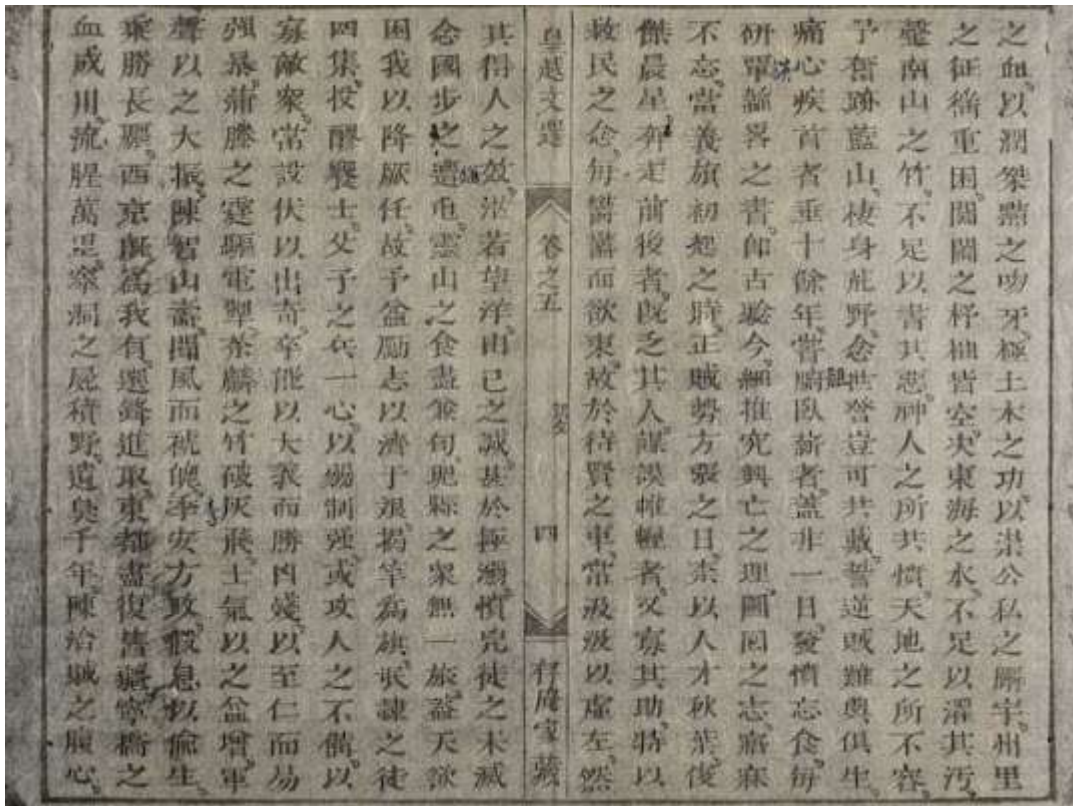 之血以潤桀黠之吻牙極土木之功以崇公私之廨宇州里
之征徭重困閭閻之杼柚皆空决東海之水不足以濯其汚
罄南山之竹不足以書其惡神人之所共憤天地之所不容
予奮跡藍山棲身荒野念世讐豈可共戴誓逆賊難與俱生
痛心疾首者垂十餘年嘗膽臥薪者蓋非一日發憤忘食每
研覃韜畧之書卽古驗今細推究興亡之理圖回之志寤寐
不忘當義旗初起之時正賊勢方張之日柰以人才秋葉俊
傑晨星奔走前後者旣乏其人謀謨帷幄者又寡其助特以
救民之念每鬱鬱而欲東故於待賢之車常汲汲以虛左然
皇越文選 卷之五 四 存庵家藏
其得人之效茫若望洋由已之誠甚於拯溺憤兇徒之未滅
念國步之遭屯靈山之食盡兼旬瑰縣之衆無一旅蓋天欲
困我以降厥任故予益勵志以濟于艱揭竿爲旗氓隸之徒
四集投醪饗士父子之兵一心以弱制强或攻人之不備以
寡敵衆常設伏以出奇卒能以大義而勝凶殘以至仁而易
强暴蒲騰之霆驅電掣茶麟之竹破灰飛士氣以之益增軍
聲以之大振陳智山壽聞風而褫魄李安方政假息以偷生
乘勝長驅西京旣爲我有選鋒進取東都盡復舊疆寧橋之
血成川流腥萬里窣洞之屍積野遺臭千年陳洽賊之腹心